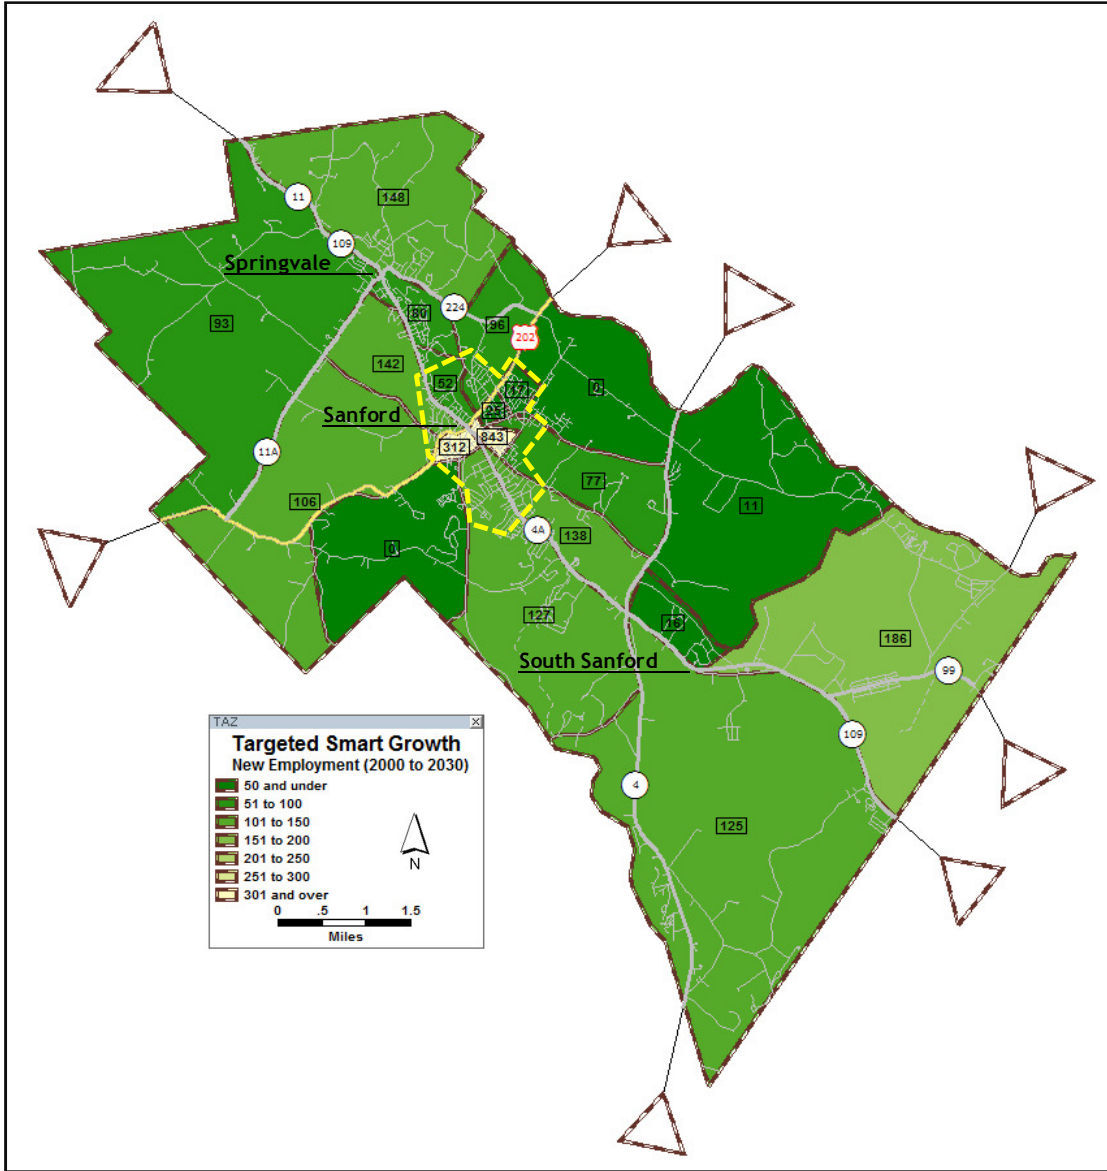 11
148
109
Springvale
224
80
96
202
93
142
52
0
25
Sanford
843
312
11A
77
106
11
4A
138
0
127
16
186
South Sanford
99
109
4
125
TAZ
Targeted Smart Growth
New Employment (2000 to 2030)
50 and under
51 to 100
101 to 150
151 to 200
201 to 250
251 to 300
301 and over
N
0 .5 1 1.5
Miles